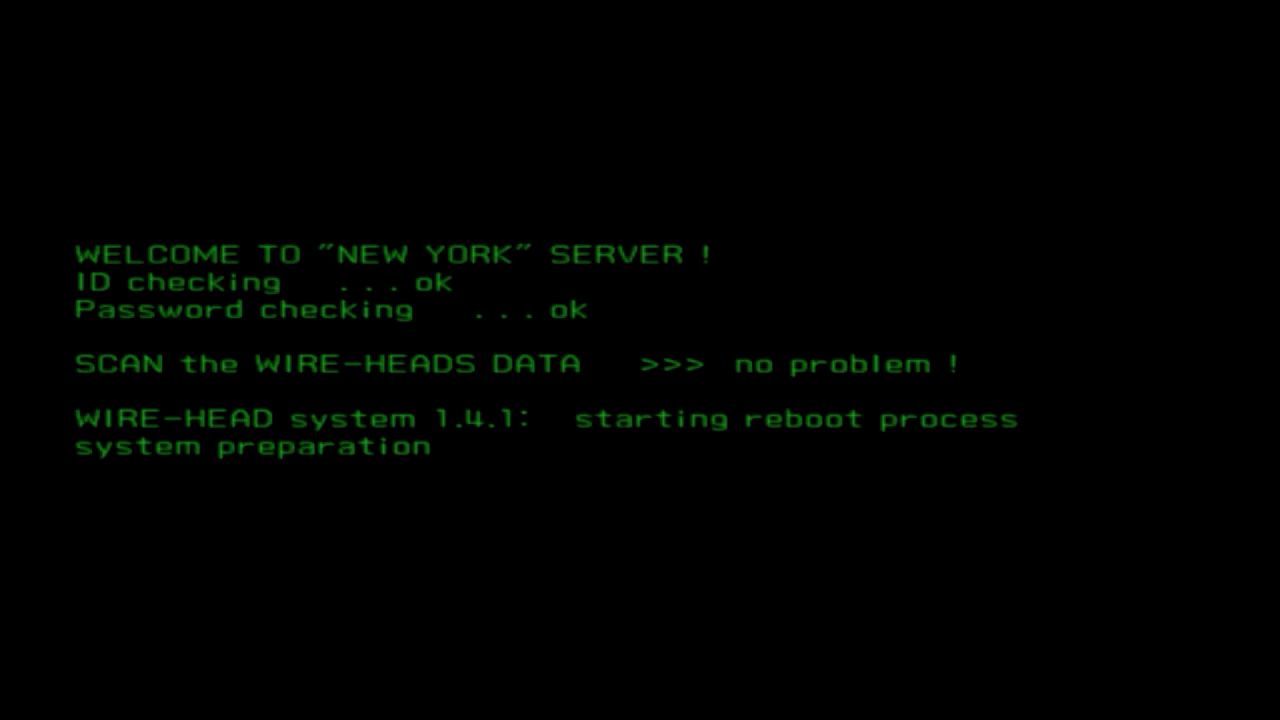 WELCOME TO "NEW YORK" SERVER !
ID checking ...ok
Password checking ...ok
SCAN the WIRE-HEADS DATA >>> no problem !
WIRE-HEAD system 1.4.1: starting reboot process
system preparation